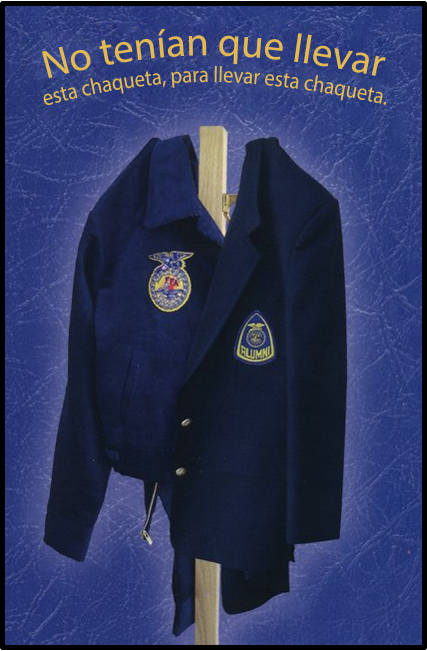 No tenían que llevar
esta chaqueta, para llevar esta chaqueta.
ALUMNI